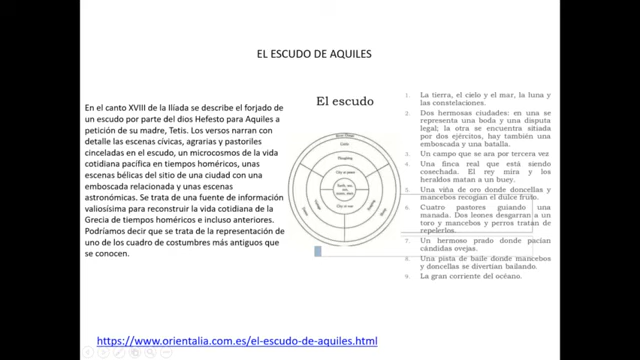 EL ESCUDO DE AQUILES
En el canto XVIII de la Ilíada se describe el forjado de
un escudo por parte del dios Hefesto para Aquiles a
petición de su madre, Tetis. Los versos narran con
detalle las escenas cívicas, agrarias y pastoriles
cinceladas en el escudo, un microcosmos de la vida
cotidiana pacífica en tiempos homéricos, unas
escenas bélicas del sitio de una ciudad con una
emboscada relacionada y unas escenas
astronómicas. Se trata de una fuente de información
valiosísima para reconstruir la vida cotidiana de la
Grecia de tiempos homéricos e incluso anteriores.
Podríamos decir que se trata de la representación de
uno de los cuadro de costumbres más antiguos que
se conocen.
El escudo
1. La tierra, el cielo y el mar, la luna y
las constelaciones.
2. Dos hermosas ciudades: en una se
representa una boda y una disputa
legal; la otra se encuentra sitiada
por dos ejércitos, hay también una
emboscada y una batalla.
3. Un campo que se ara por tercera vez
4. Una finca real que está siendo
cosechada. El rey mira y los
heraldos matan a un buey.
5. Una viña de oro donde doncellas y
mancebos recogían el dulce fruto.
6. Cuatro pastores guiando una
manada. Dos leones desgarran a un
toro y mancebos y perros tratan de
repelerlos.
7. Un hermoso prado donde pacían
cándidas ovejas.
8. Una pista de baile donde mancebos
y doncellas se divertían bailando.
9. La gran corriente del océano.
https://www.orientalia.com.es/el-escudo-de-aquiles.html